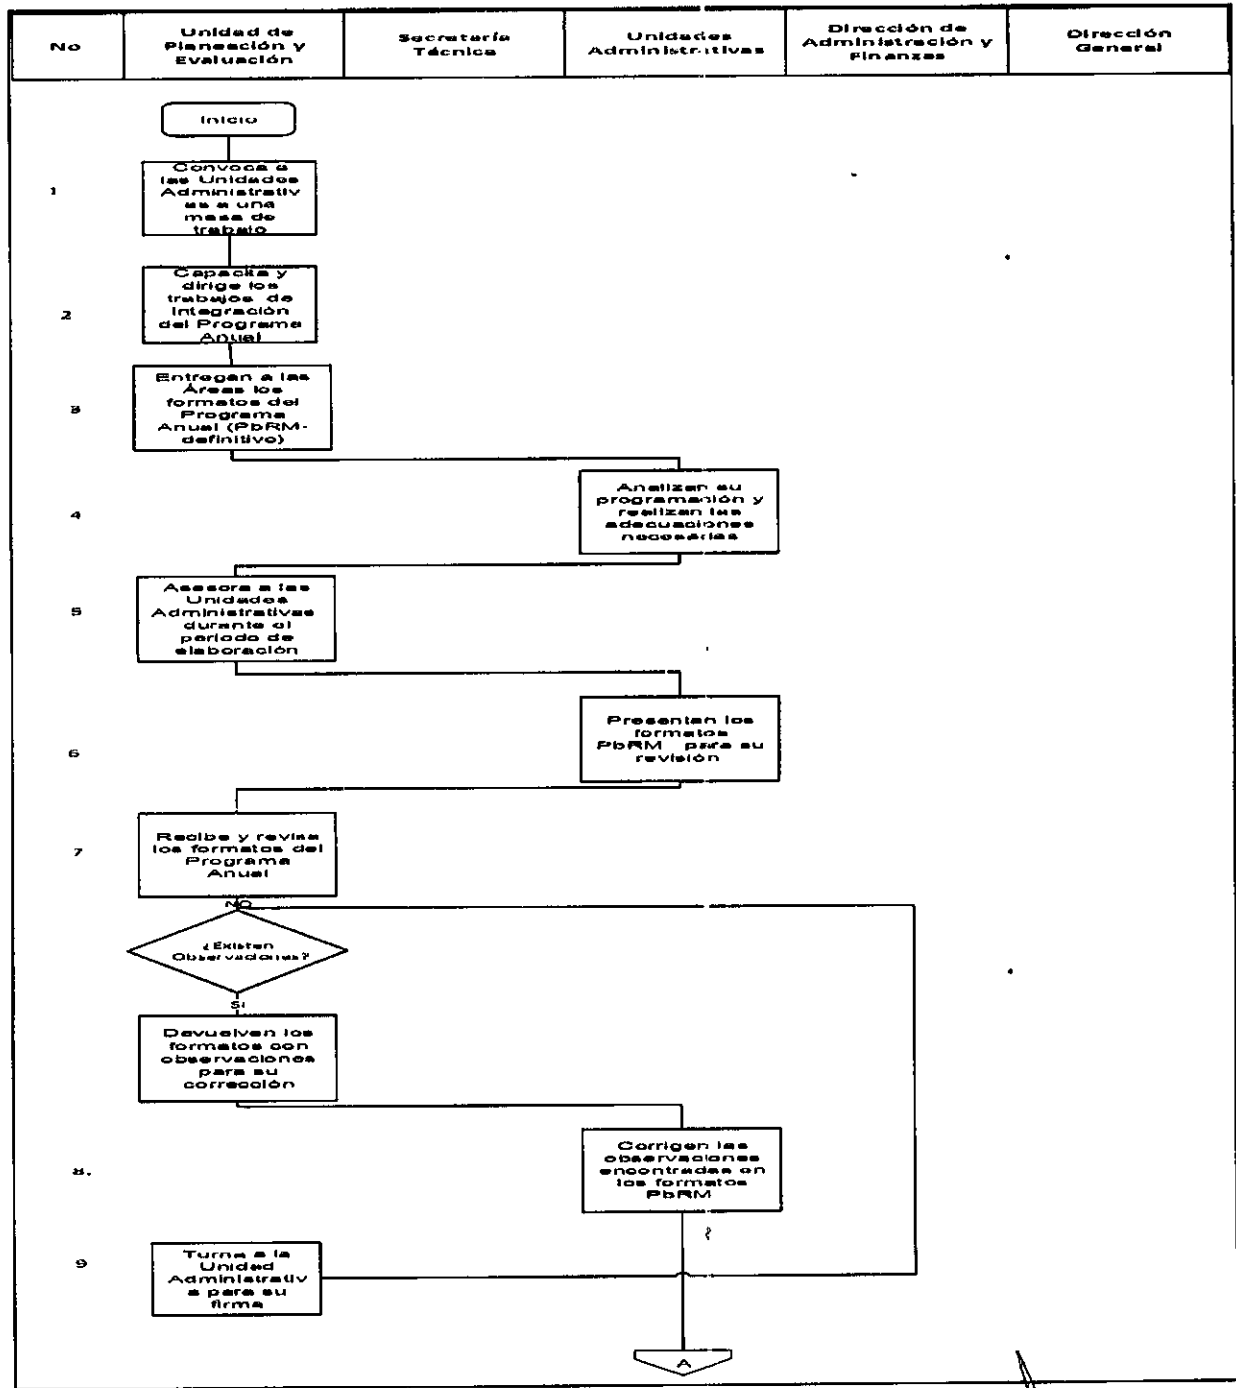 No
Unidad de
Planeación y
Evaluación
Secretaría
Técnica
Unidades
Administrativas
Dirección de
Administración y
Finanzas
Dirección
General
Inicio
1
Convoca a
las Unidades
Administrativ
as a una
mesa de
trabajo
2
Capacita y
dirige los
trabajos de
Integración
del Programa
Anual
3
Entregan a las
Áreas los
formatos del
Programa
Anual (PbRM-
definitivo)
4
Analizan su
programación y
realizan las
adecuaciones
necesarias
5
Asesora a las
Unidades
Administrativas
durante el
periodo de
elaboración
6
Presentan los
formatos
PbRM para su
revisión
7
Recibe y revisa
los formatos del
Programa
Anual
NO
¿Existen
Observaciones?
Si
Devuelven los
formatos con
observaciones
para su
corrección
8.
Corrigen las
observaciones
encontradas en
los formatos
PbRM
9
Turna a la
Unidad
Administrativ
a para su
firma
A